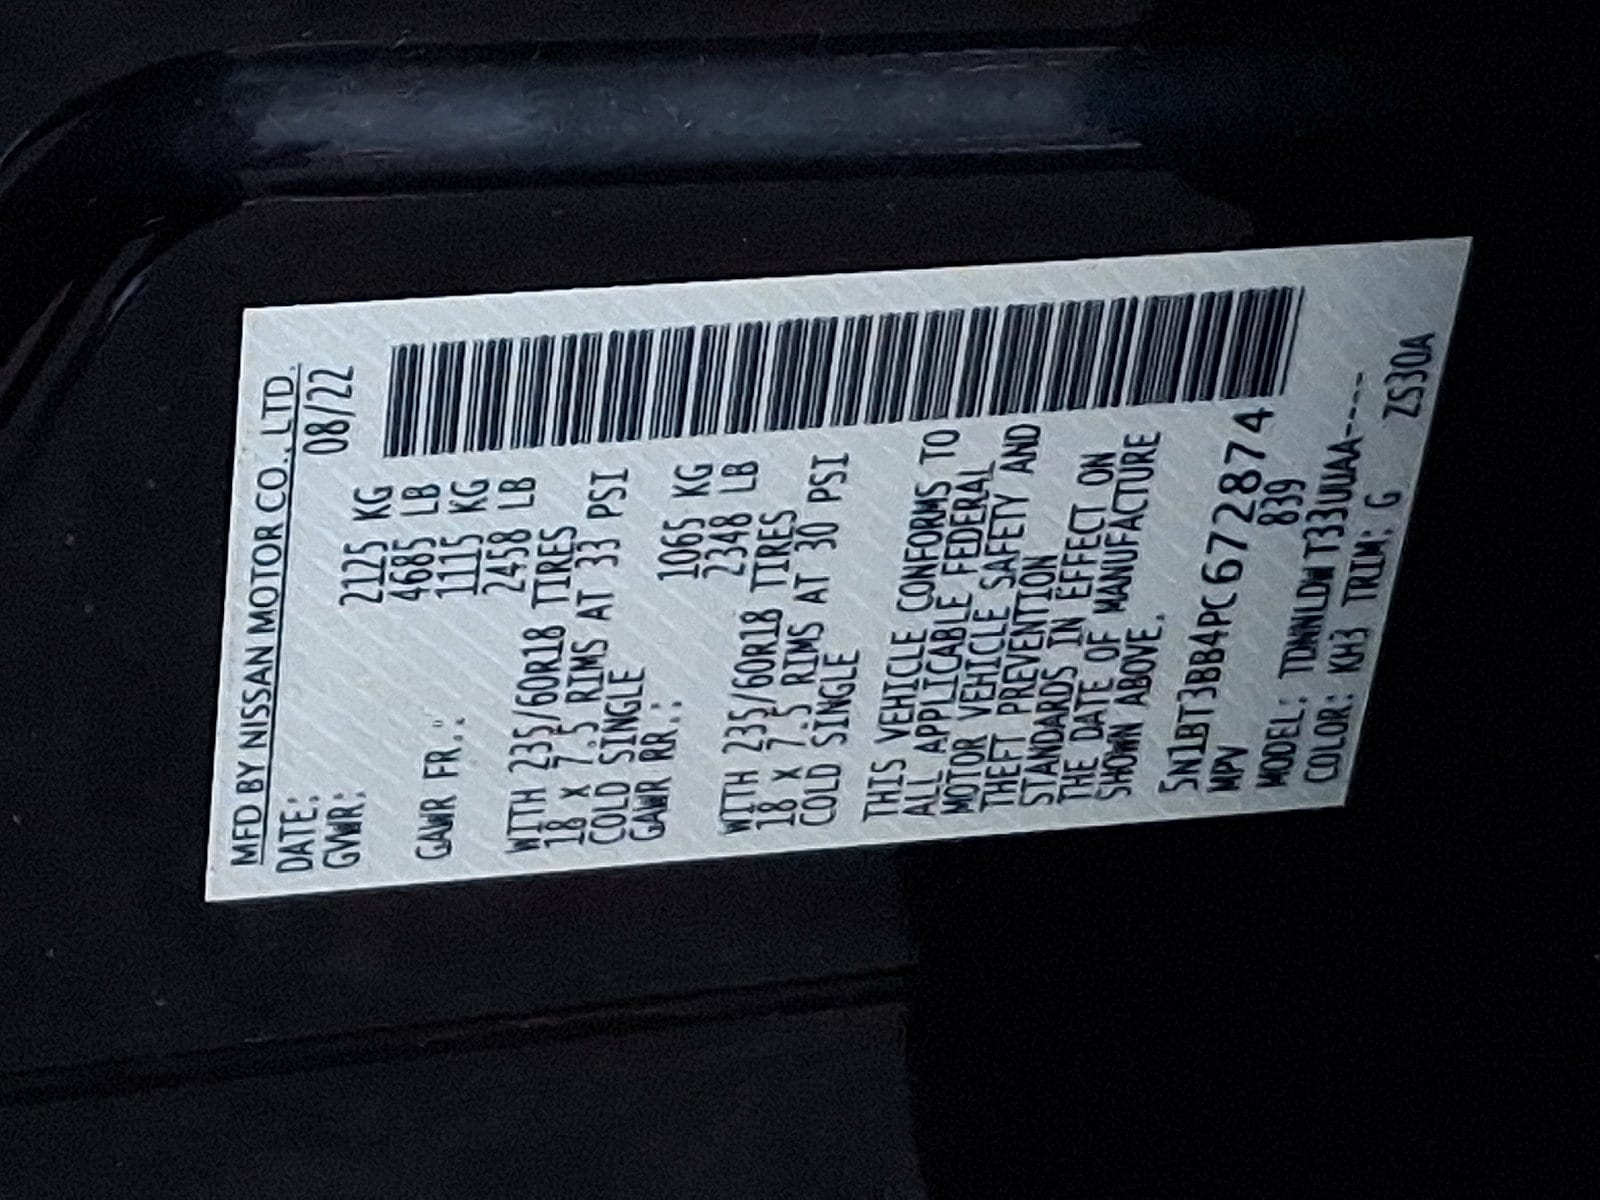 MFD BY NISSAN MOTOR CO., LTD.
DATE: 08/22
GVWR: 2125 KG
4685 LB
GAWR FR.: 1115 KG
2458 LB
WITH 235/60R18 TIRES
18 X 7.5 RIMS AT 33 PSI
COLD SINGLE
GAWR RR.: 1065 KG
2348 LB
WITH 235/60R18 TIRES
18 X 7.5 RIMS AT 30 PSI
COLD SINGLE
THIS VEHICLE CONFORMS TO
ALL APPLICABLE FEDERAL
MOTOR VEHICLE SAFETY AND
THEFT PREVENTION
STANDARDS IN EFFECT ON
THE DATE OF MANUFACTURE
SHOWN ABOVE.
5N1BT3BB4PC672874
MPV 839
MODEL: TDWNLDW T33UUAA----
COLOR: KH3 TRIM: G ZS30A